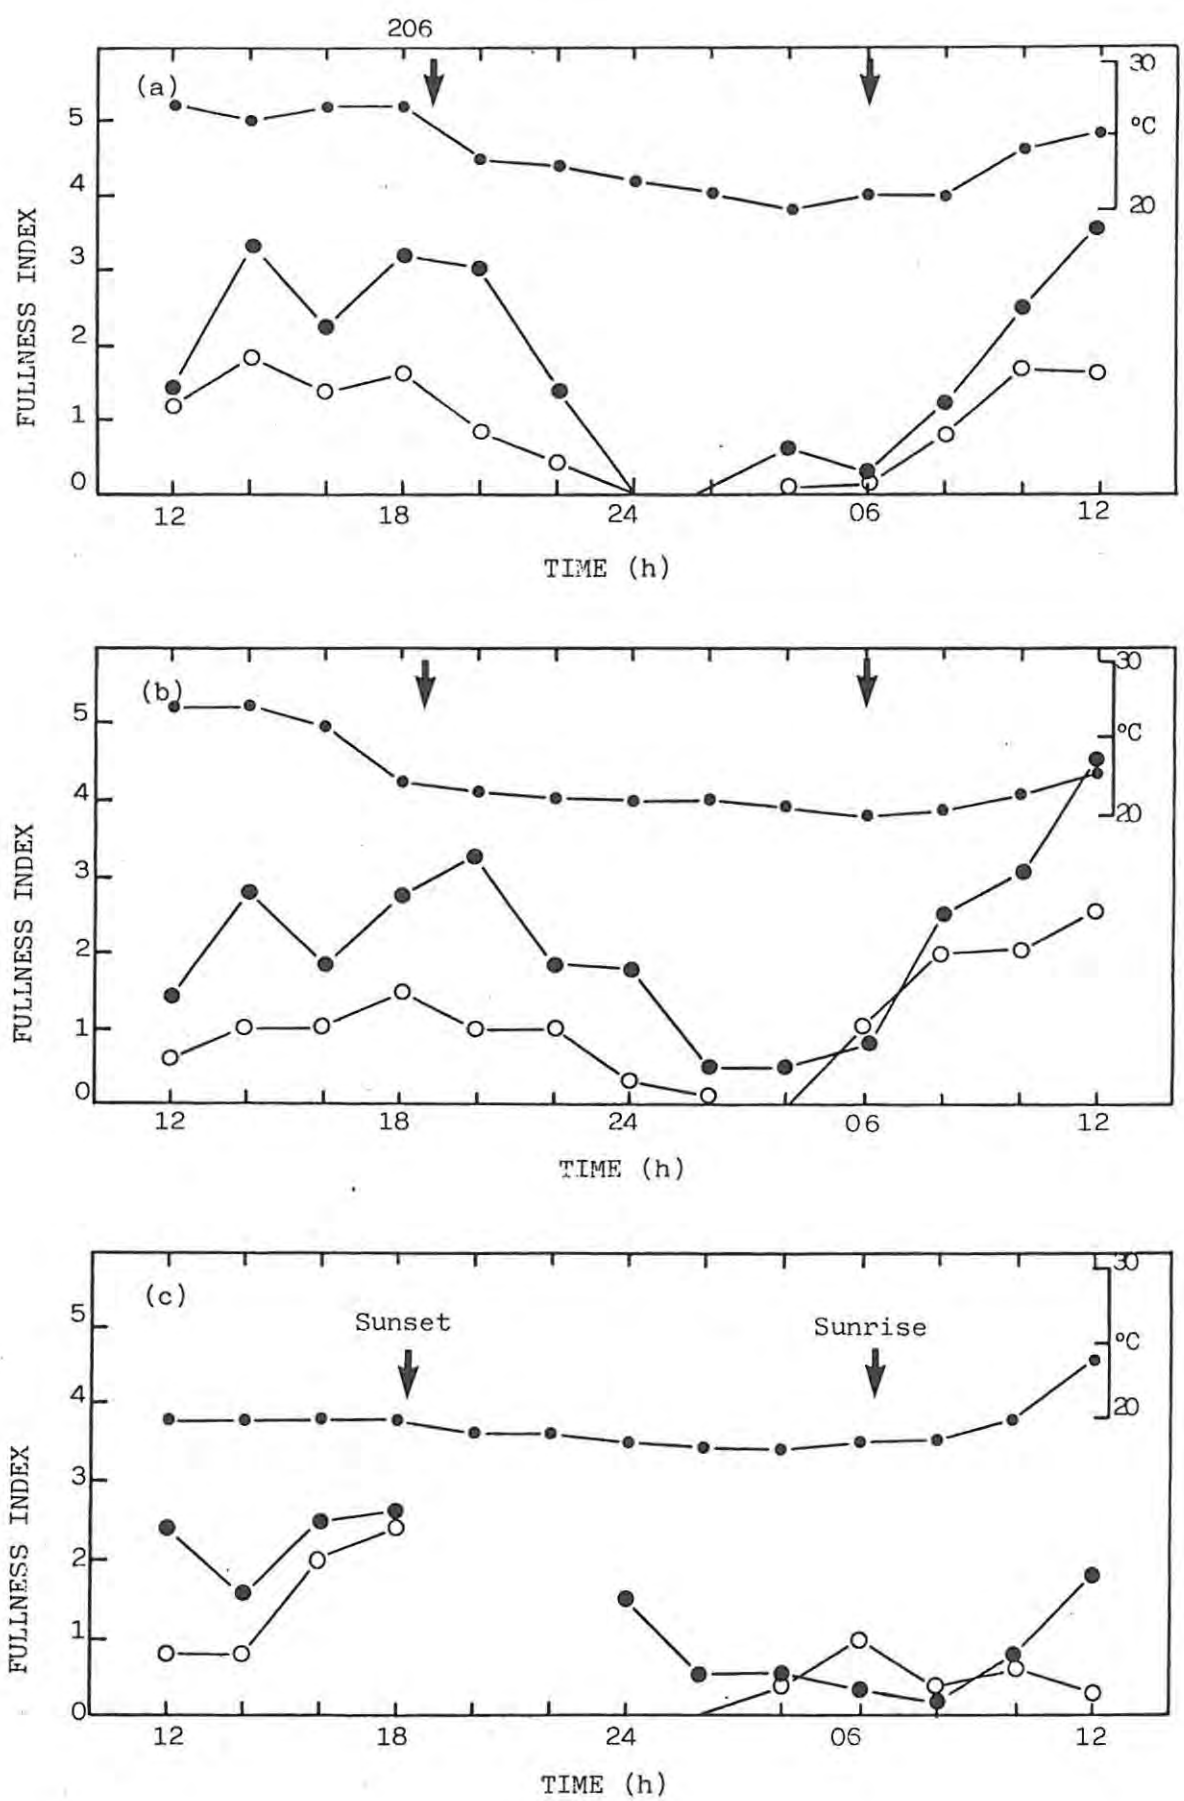 206
(a)
30
°C
20
5
4
3
2
1
0
FULLNESS INDEX
12 18 24 06 12
TIME (h)
(b)
30
°C
20
5
4
3
2
1
0
FULLNESS INDEX
12 18 24 06 12
TIME (h)
(c)
Sunset
Sunrise
30
°C
20
5
4
3
2
1
0
FULLNESS INDEX
12 18 24 06 12
TIME (h)